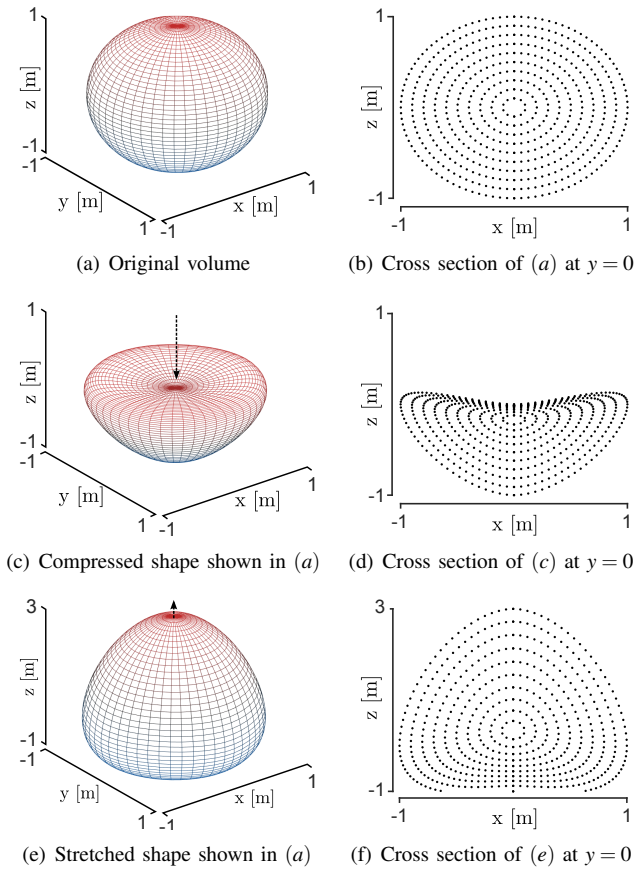 1
z [m]
-1
-1
y [m]
1
-1
x [m]
1
(a) Original volume
1
z [m]
-1
-1
x [m]
1
(b) Cross section of (a) at y = 0
1
z [m]
-1
-1
y [m]
1
-1
x [m]
1
(c) Compressed shape shown in (a)
1
z [m]
-1
-1
x [m]
1
(d) Cross section of (c) at y = 0
3
z [m]
-1
-1
y [m]
1
-1
x [m]
1
(e) Stretched shape shown in (a)
3
z [m]
-1
-1
x [m]
1
(f) Cross section of (e) at y = 0